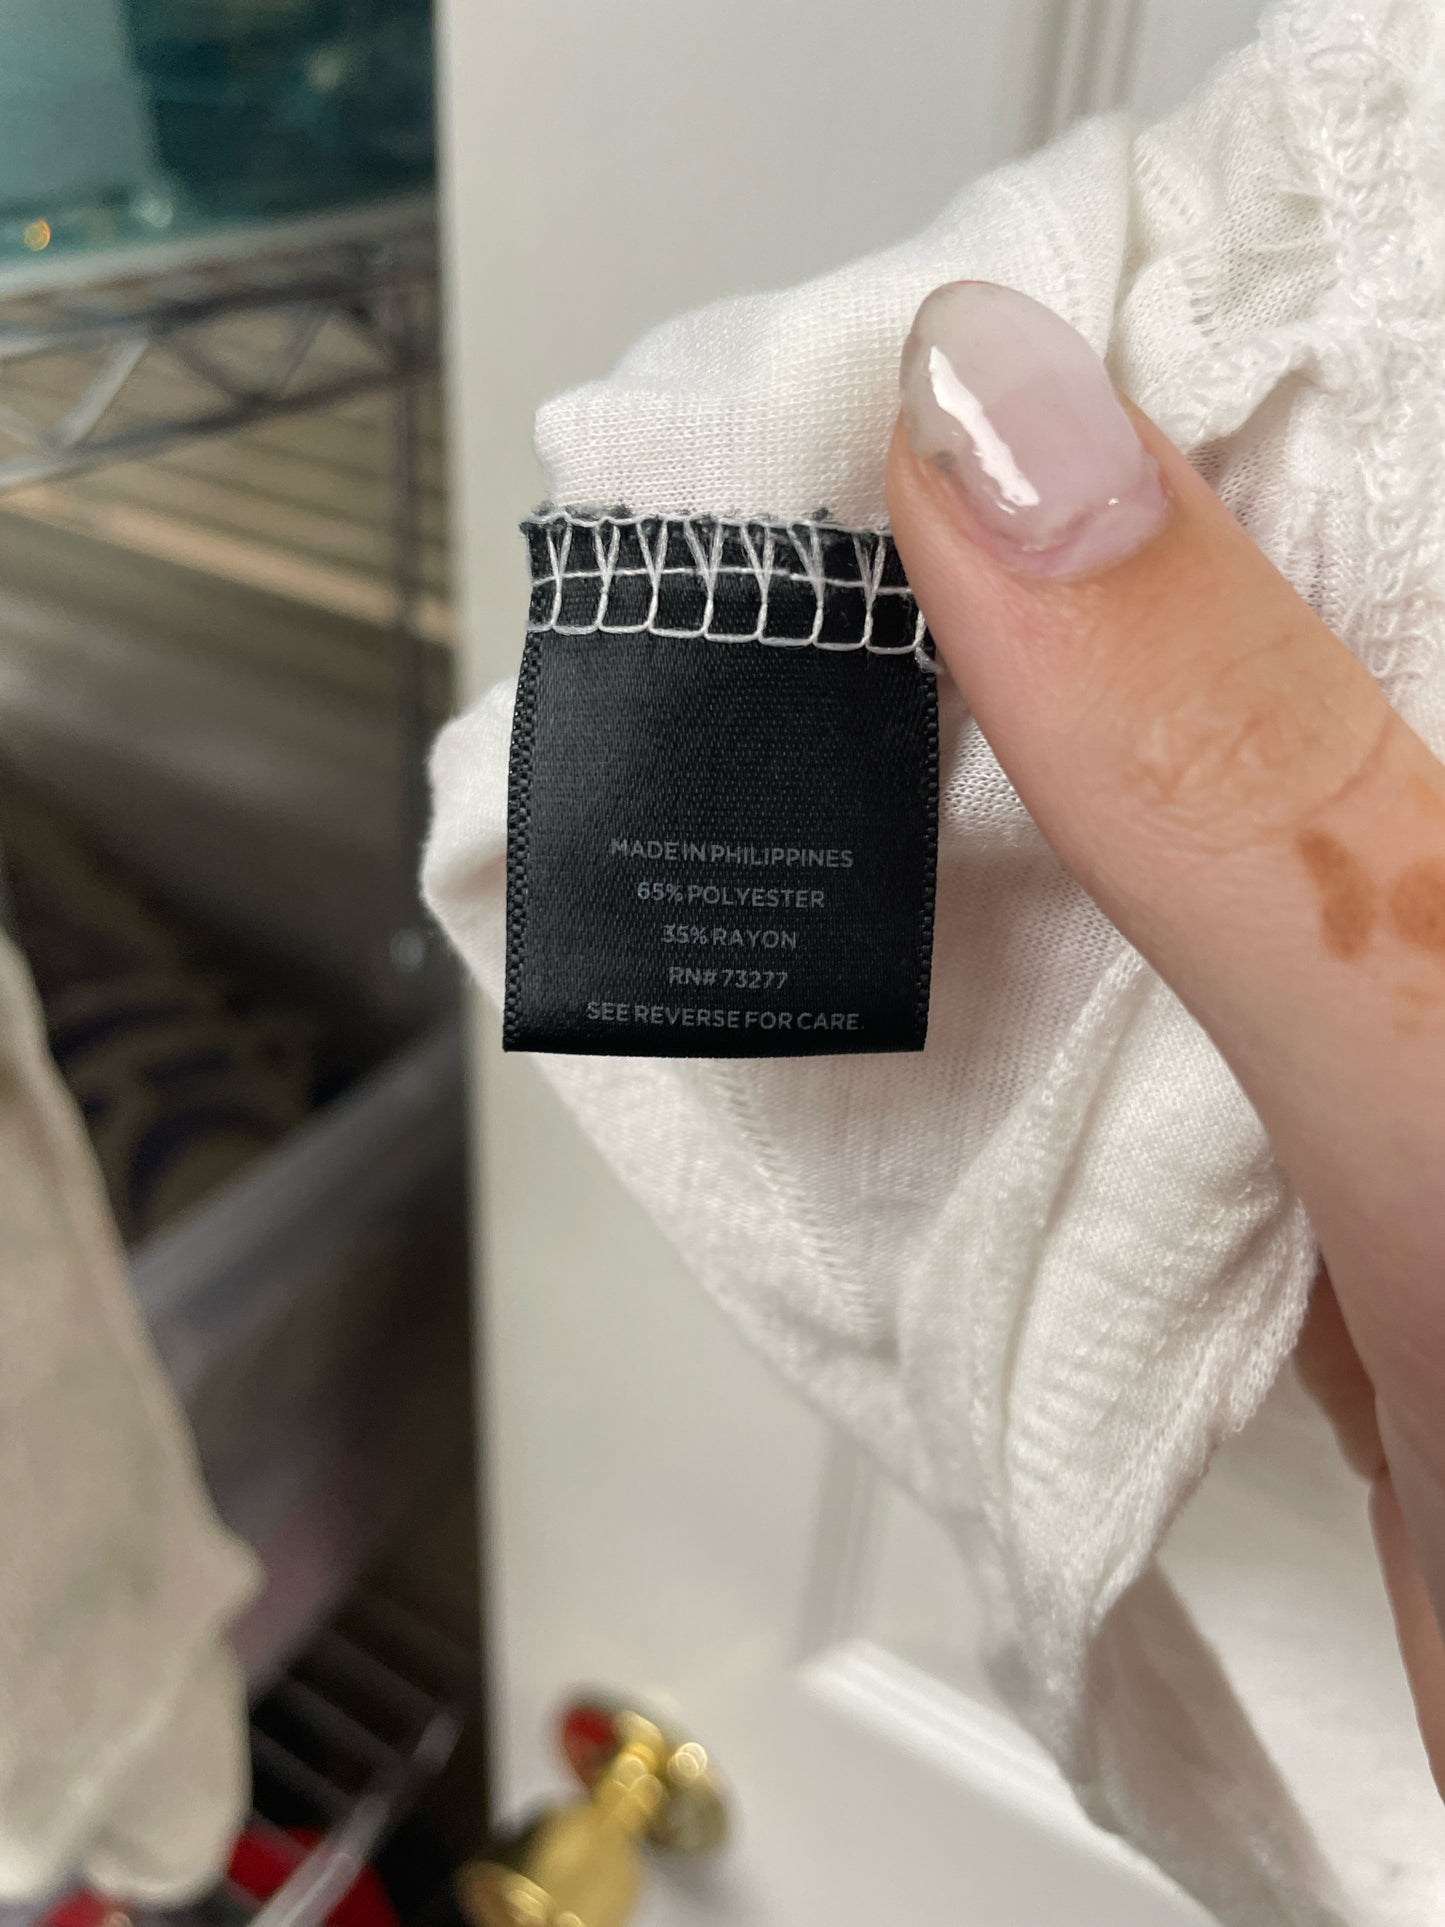 MADE IN PHILIPPINES
65% POLYESTER
35% RAYON
RN# 73277
SEE REVERSE FOR CARE.